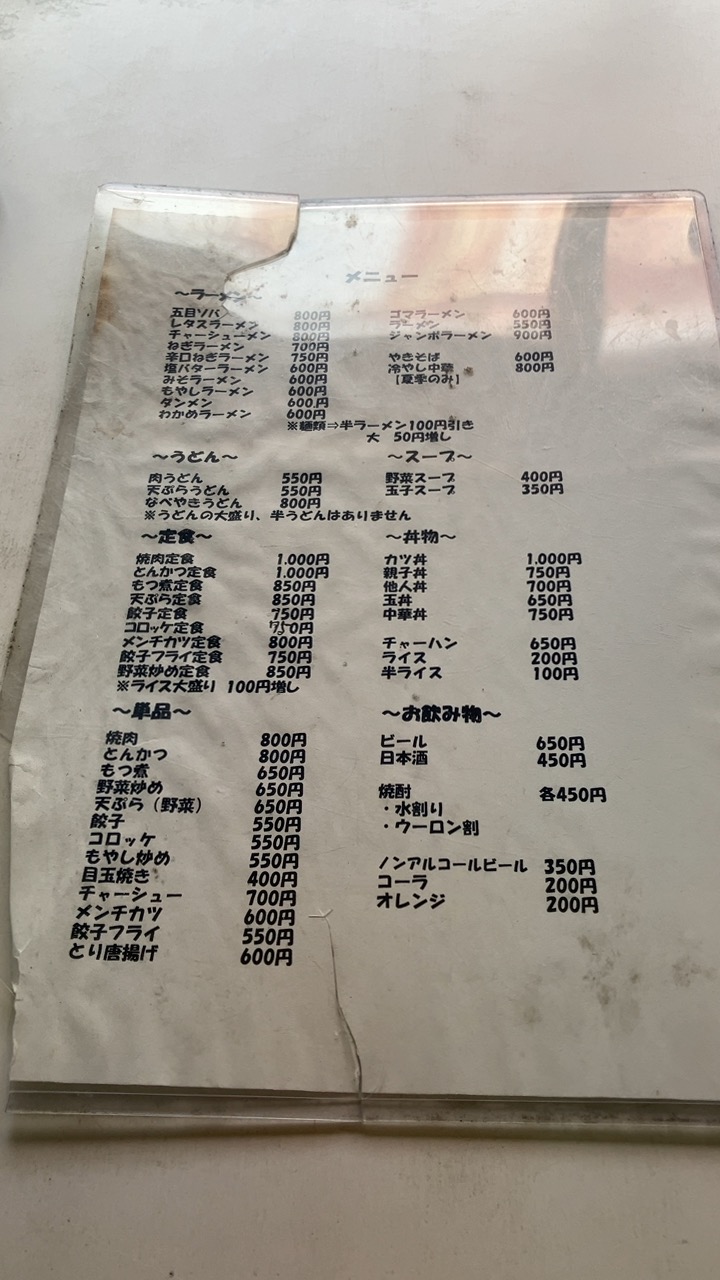 メニュー
〜ラーメン〜
五目ソバ 800円
レタスラーメン 800円
チャーシューメン 800円
ねぎラーメン 700円
辛口ねぎラーメン 750円
塩バターラーメン 600円
みそラーメン 600円
もやしラーメン 600円
タンメン 600円
わかめラーメン 600円
ゴマラーメン 600円
ラーメン 550円
ジャンボラーメン 900円
やきそば 600円
冷やし中華 800円
【夏季のみ】
※麺類⇒半ラーメン100円引き
大 50円増し
〜うどん〜
肉うどん 550円
天ぷらうどん 550円
なべやきうどん 800円
※うどんの大盛り、半うどんはありません
〜スープ〜
野菜スープ 400円
玉子スープ 350円
〜定食〜
焼肉定食 1.000円
とんかつ定食 1.000円
もつ煮定食 850円
天ぷら定食 850円
餃子定食 750円
コロッケ定食 750円
メンチカツ定食 800円
餃子フライ定食 750円
野菜炒め定食 850円
※ライス大盛り 100円増し
〜丼物〜
カツ丼 1.000円
親子丼 750円
他人丼 700円
玉丼 650円
中華丼 750円
チャーハン 650円
ライス 200円
半ライス 100円
〜単品〜
焼肉 800円
とんかつ 800円
もつ煮 650円
野菜炒め 650円
天ぷら（野菜） 650円
餃子 550円
コロッケ 550円
もやし炒め 550円
目玉焼き 400円
チャーシュー 700円
メンチカツ 600円
餃子フライ 550円
とり唐揚げ 600円
〜お飲み物〜
ビール 650円
日本酒 450円
焼酎 各450円
・水割り
・ウーロン割
ノンアルコールビール 350円
コーラ 200円
オレンジ 200円